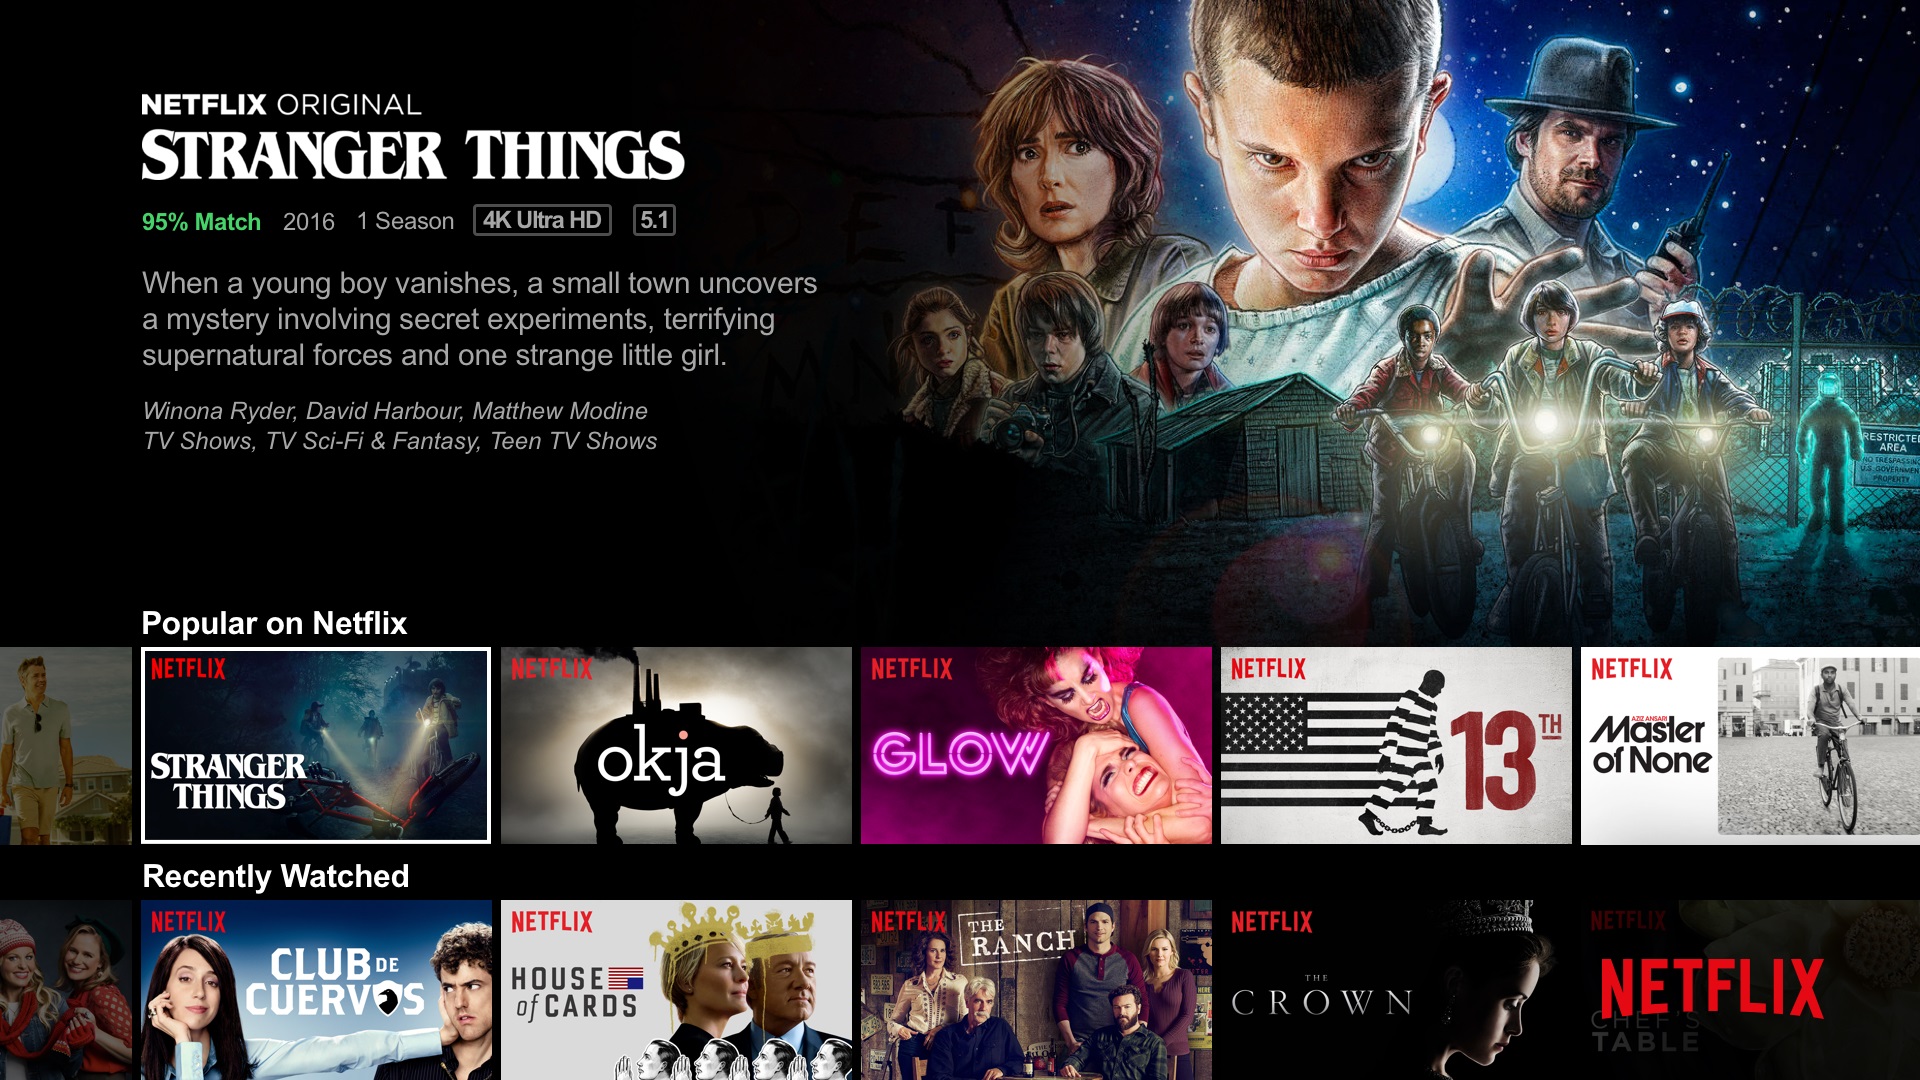 NETFLIX ORIGINAL
STRANGER THINGS
95% Match 2016 1 Season 4K Ultra HD 5.1
When a young boy vanishes, a small town uncovers
a mystery involving secret experiments, terrifying
supernatural forces and one strange little girl.
Winona Ryder, David Harbour, Matthew Modine
TV Shows, TV Sci-Fi & Fantasy, Teen TV Shows
RESTRICTED
AREA
NO TRESPASSING
U.S. GOVERNMEN
PROPERTY
Popular on Netflix
NETFLIX
STRANGER
THINGS
NETFLIX
okja
NETFLIX
GLOW
NETFLIX
13TH
NETFLIX
AZIZ ANSARI
Master
of None
Recently Watched
NETFLIX
CLUB DE
CUERVOS
NETFLIX
HOUSE
of CARDS
NETFLIX
THE
RANCH
NETFLIX
THE
CROWN
NETFLIX
NETFLIX
CHEF'S
TABLE